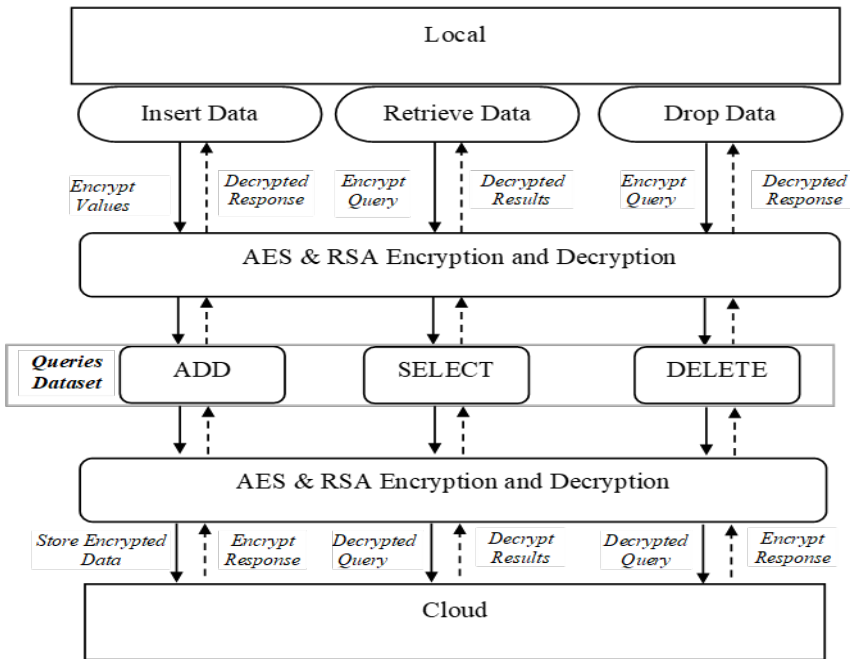 Local
Insert Data
Retrieve Data
Drop Data
Encrypt
Values
Decrypted
Response
Encrypt
Query
Decrypted
Results
Encrypt
Query
Decrypted
Response
AES & RSA Encryption and Decryption
Queries
Dataset
ADD
SELECT
DELETE
AES & RSA Encryption and Decryption
Store Encrypted
Data
Encrypt
Response
Decrypted
Query
Decrypt
Results
Decrypted
Query
Encrypt
Response
Cloud